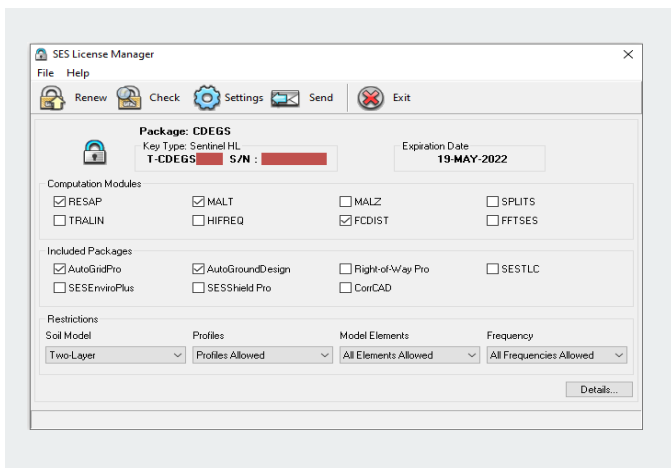 SES License Manager
File Help
Renew Check Settings Send Exit
Package: CDEGS
Key Type: Sentinel HL
T-CDEGS S/N :
Expiration Date
19-MAY-2022
Computation Modules
RESAP MALT MALZ SPLITS
TRALIN HIFREQ FCDIST FFTSES
Included Packages
AutoGridPro AutoGroundDesign Right-of-Way Pro SESTLC
SESEnviroPlus SESShield Pro CorrCAD
Restrictions
Soil Model Profiles Model Elements Frequency
Two-Layer Profiles Allowed All Elements Allowed All Frequencies Allowed
Details...